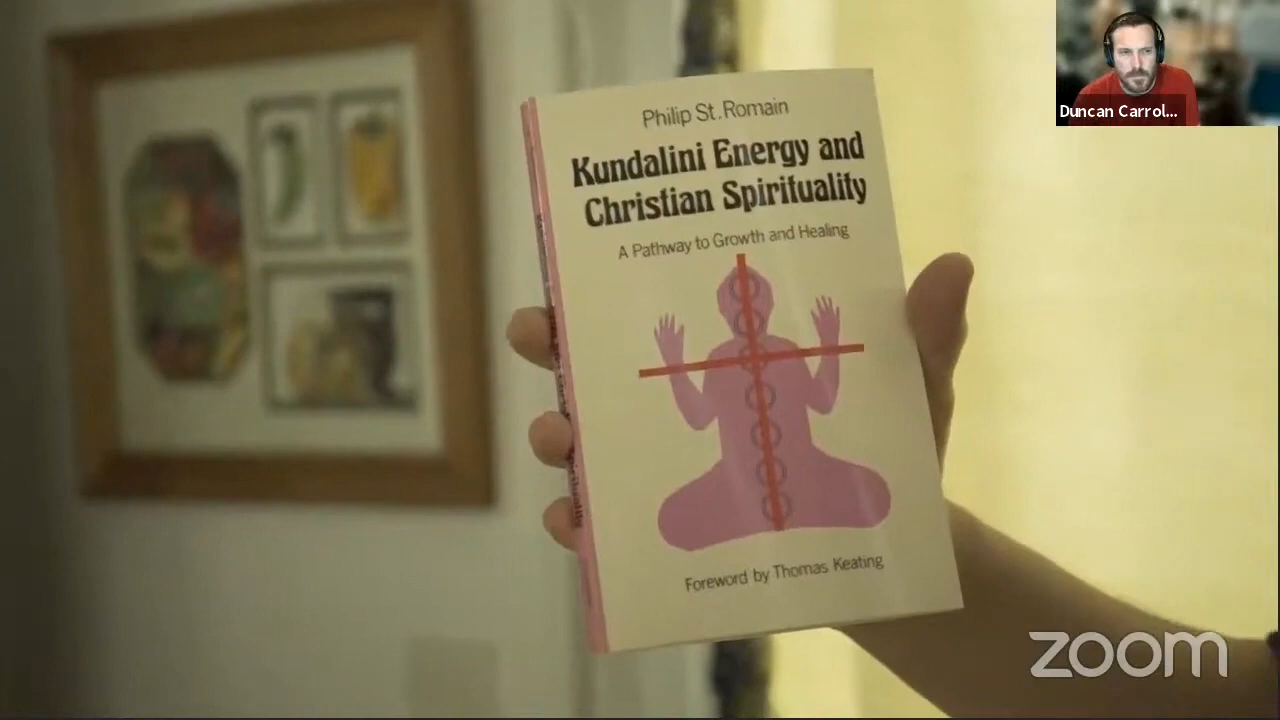 Duncan Carrol...
Philip St. Romain
Kundalini Energy and
Christian Spirituality
A Pathway to Growth and Healing
Foreword by Thomas Keating
zoom